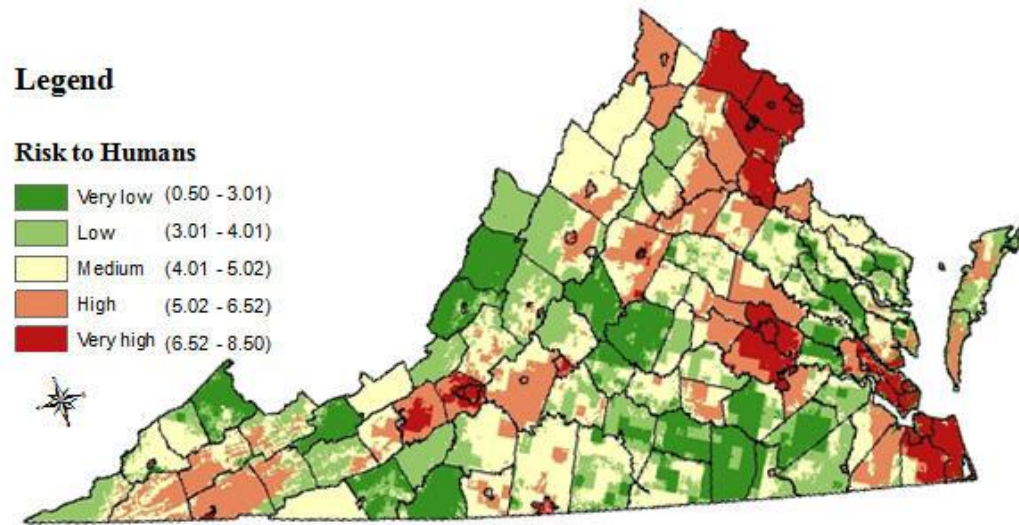 Legend
Risk to Humans
Very low (0.50 - 3.01)
Low (3.01 - 4.01)
Medium (4.01 - 5.02)
High (5.02 - 6.52)
Very high (6.52 - 8.50)